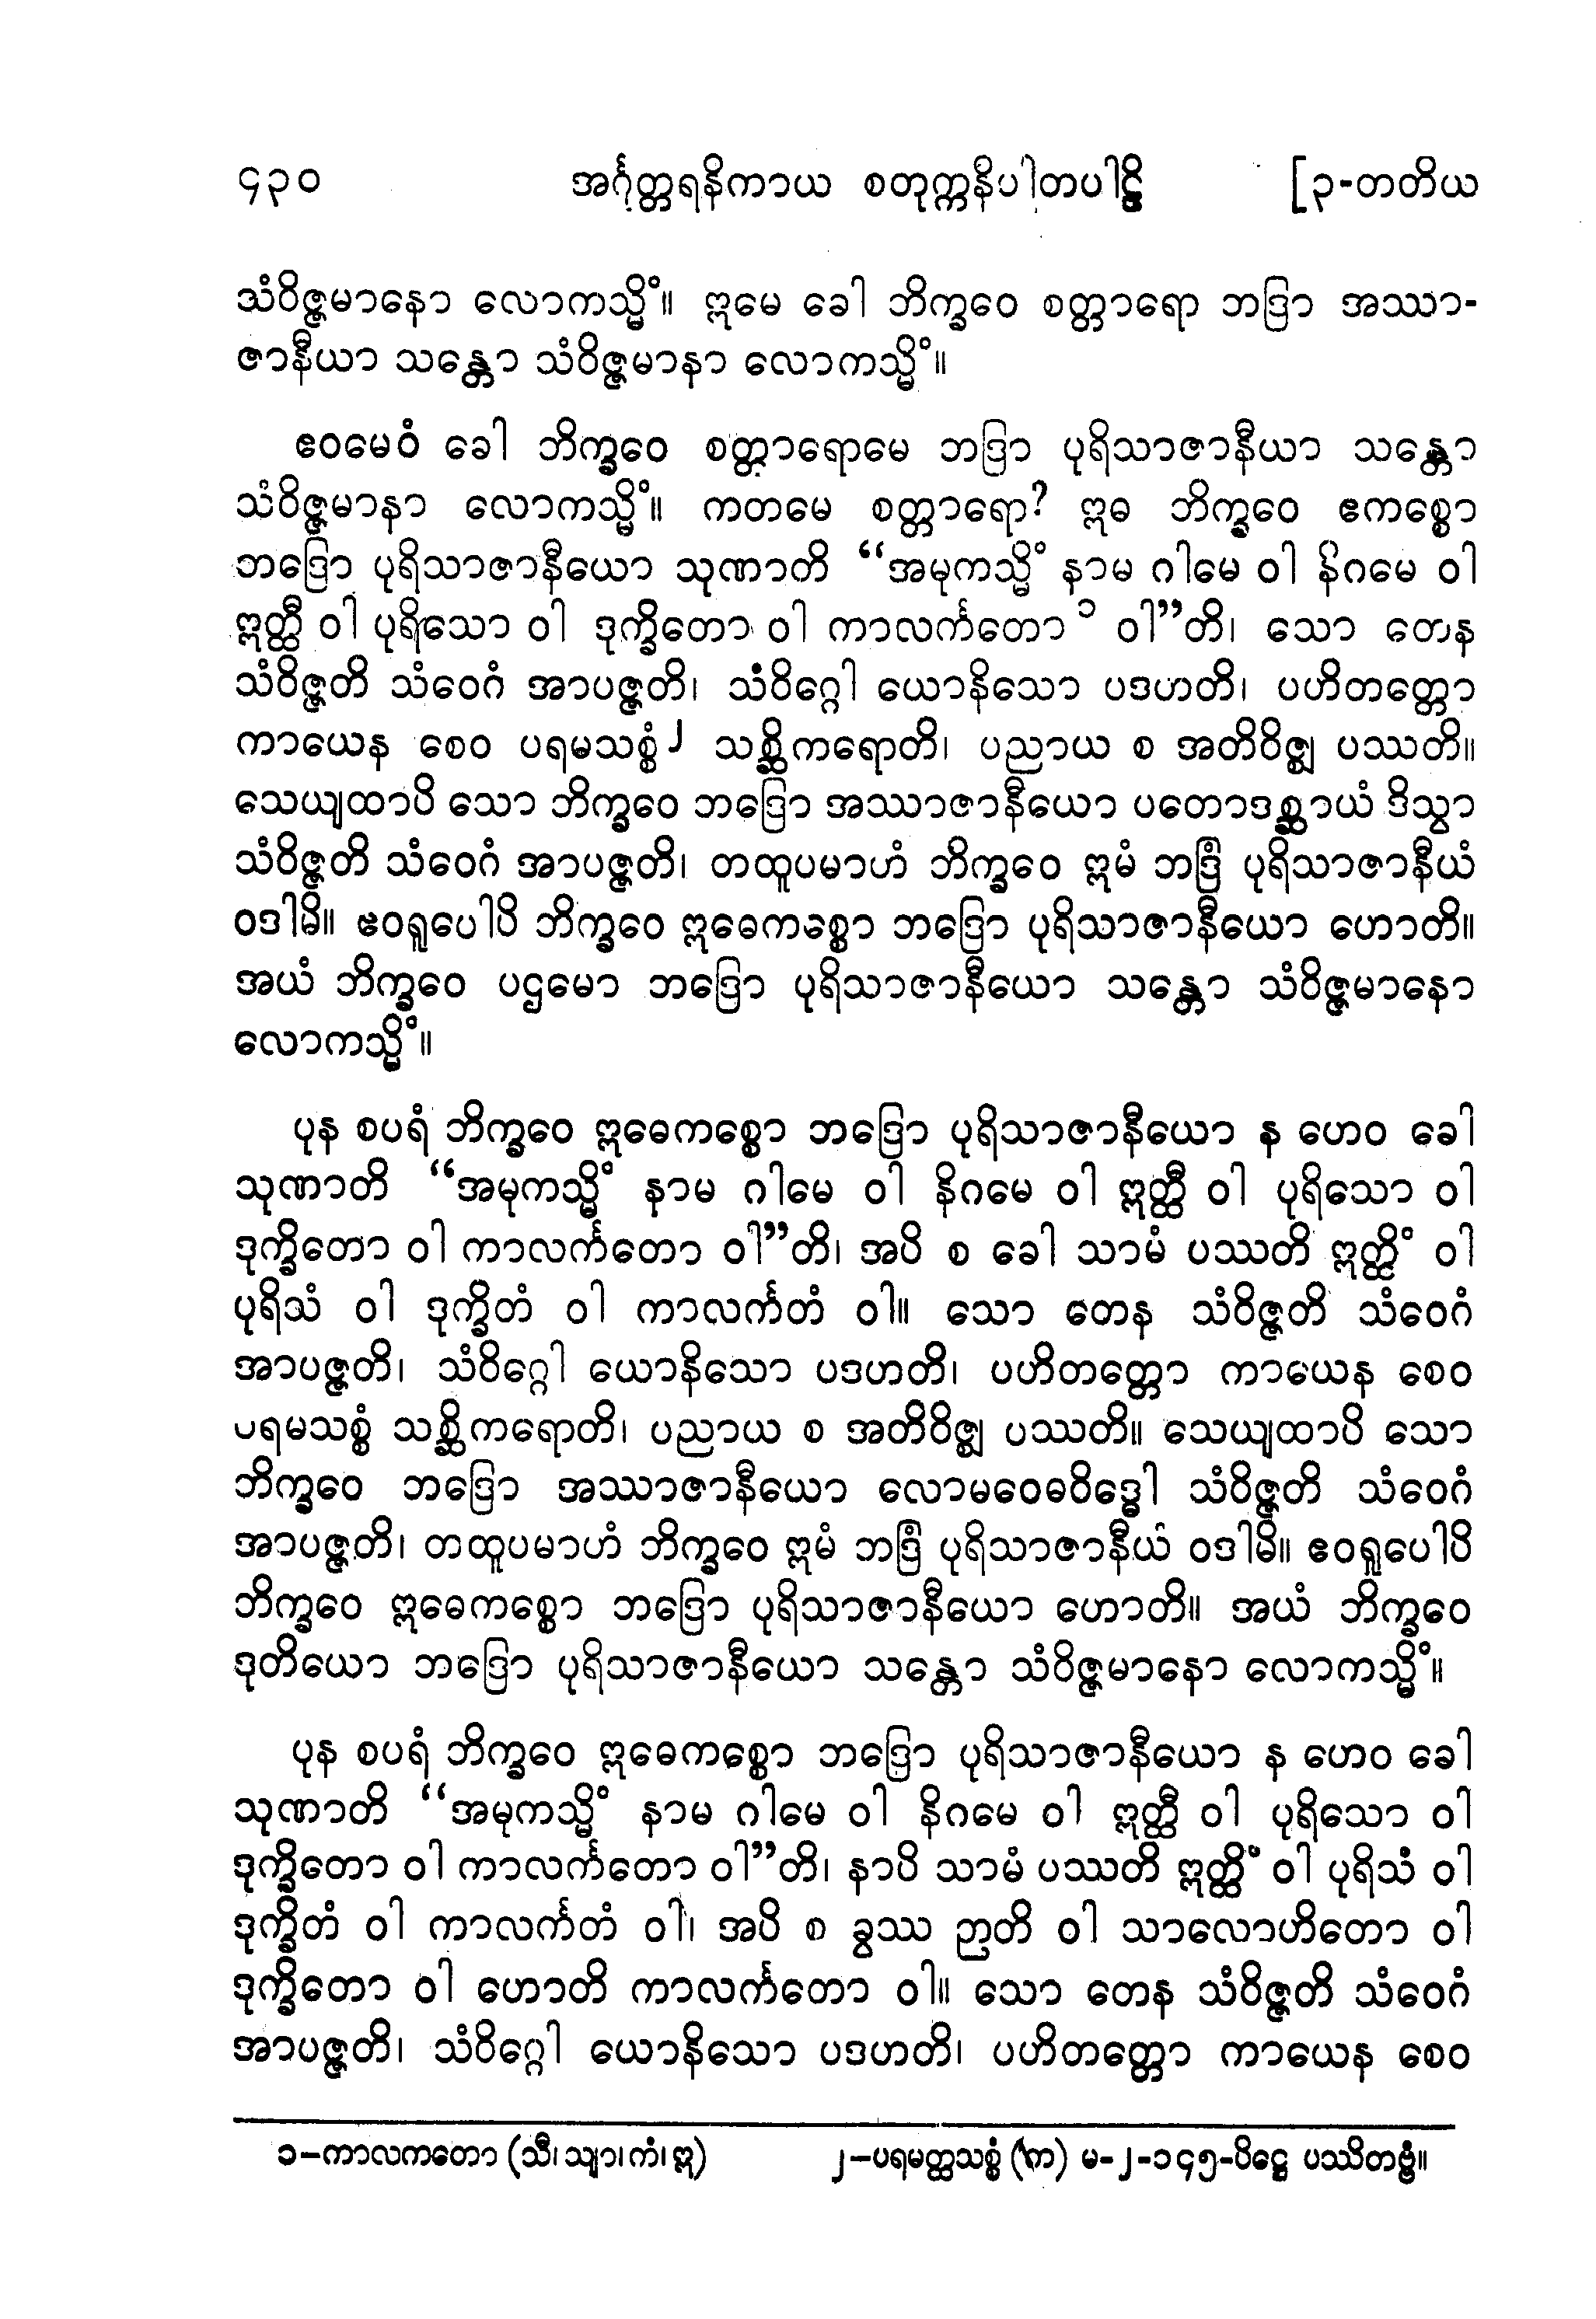 ၄၃၀ အင်္ဂုတ္တရနိကာယ စတုက္ကနိပါတပါဠိ [၃-တတိယ
သံဝိဇ္ဇမာနော လောကသ္မိံ။ ဣမေ ခေါ ဘိက္ခဝေ စတ္တာရော ဘဒြာ အဿာ-
ဇာနီယာ သန္တော သံဝိဇ္ဇမာနာ လောကသ္မိံ။
ဧဝမေဝံ ခေါ ဘိက္ခဝေ စတ္တာရောမေ ဘဒြာ ပုရိသာဇာနီယာ သန္တော
သံဝိဇ္ဇမာနာ လောကသ္မိံ။ ကတမေ စတ္တာရော? ဣဓ ဘိက္ခဝေ ဧကစ္စော
ဘဒြော ပုရိသာဇာနီယော သုဏာတိ “အမုကသ္မိံ နာမ ဂါမေ ဝါ နိဂမေ ဝါ
ဣတ္ထီ ဝါ ပုရိသော ဝါ ဒုက္ခိတော ဝါ ကာလင်္ကတော၁ ဝါ”တိ၊ သော တေန
သံဝိဇ္ဇတိ သံဝေဂံ အာပဇ္ဇတိ၊ သံဝိဂ္ဂေါ ယောနိသော ပဒဟတိ၊ ပဟိတတ္တော
ကာယေန စေဝ ပရမသစ္စံ၂ သစ္ဆိကရောတိ၊ ပညာယ စ အတိဝိဇ္ဈ ပဿတိ။
သေယျထာပိ သော ဘိက္ခဝေ ဘဒြော အဿာဇာနီယော ပတောဒစ္ဆာယံ ဒိသွာ
သံဝိဇ္ဇတိ သံဝေဂံ အာပဇ္ဇတိ၊ တထူပမာဟံ ဘိက္ခဝေ ဣမံ ဘဒြံ ပုရိသာဇာနီယံ
ဝဒါမိ။ ဧဝရူပေါပိ ဘိက္ခဝေ ဣဓေကစ္စော ဘဒြော ပုရိသာဇာနီယော ဟောတိ။
အယံ ဘိက္ခဝေ ပဌမော ဘဒြော ပုရိသာဇာနီယော သန္တော သံဝိဇ္ဇမာနော
လောကသ္မိံ။
ပုန စပရံ ဘိက္ခဝေ ဣဓေကစ္စော ဘဒြော ပုရိသာဇာနီယော န ဟေဝ ခေါ
သုဏာတိ “အမုကသ္မိံ နာမ ဂါမေ ဝါ နိဂမေ ဝါ ဣတ္ထီ ဝါ ပုရိသော ဝါ
ဒုက္ခိတော ဝါ ကာလင်္ကတော ဝါ”တိ၊ အပိ စ ခေါ သာမံ ပဿတိ ဣတ္ထိံ ဝါ
ပုရိသံ ဝါ ဒုက္ခိတံ ဝါ ကာလင်္ကတံ ဝါ။ သော တေန သံဝိဇ္ဇတိ သံဝေဂံ
အာပဇ္ဇတိ၊ သံဝိဂ္ဂေါ ယောနိသော ပဒဟတိ၊ ပဟိတတ္တော ကာယေန စေဝ
ပရမသစ္စံ သစ္ဆိကရောတိ၊ ပညာယ စ အတိဝိဇ္ဈ ပဿတိ။ သေယျထာပိ သော
ဘိက္ခဝေ ဘဒြော အဿာဇာနီယော လောမဝေဓဝိဒ္ဓေါ သံဝိဇ္ဇတိ သံဝေဂံ
အာပဇ္ဇတိ၊ တထူပမာဟံ ဘိက္ခဝေ ဣမံ ဘဒြံ ပုရိသာဇာနီယံ ဝဒါမိ။ ဧဝရူပေါပိ
ဘိက္ခဝေ ဣဓေကစ္စော ဘဒြော ပုရိသာဇာနီယော ဟောတိ။ အယံ ဘိက္ခဝေ
ဒုတိယော ဘဒြော ပုရိသာဇာနီယော သန္တော သံဝိဇ္ဇမာနော လောကသ္မိံ။
ပုန စပရံ ဘိက္ခဝေ ဣဓေကစ္စော ဘဒြော ပုရိသာဇာနီယော န ဟေဝ ခေါ
သုဏာတိ “အမုကသ္မိံ နာမ ဂါမေ ဝါ နိဂမေ ဝါ ဣတ္ထီ ဝါ ပုရိသော ဝါ
ဒုက္ခိတော ဝါ ကာလင်္ကတော ဝါ”တိ၊ နာပိ သာမံ ပဿတိ ဣတ္ထိံ ဝါ ပုရိသံ ဝါ
ဒုက္ခိတံ ဝါ ကာလင်္ကတံ ဝါ၊ အပိ စ ခွဿ ဉာတိ ဝါ သာလောဟိတော ဝါ
ဒုက္ခိတော ဝါ ဟောတိ ကာလင်္ကတော ဝါ။ သော တေန သံဝိဇ္ဇတိ သံဝေဂံ
အာပဇ္ဇတိ၊ သံဝိဂ္ဂေါ ယောနိသော ပဒဟတိ၊ ပဟိတတ္တော ကာယေန စေဝ
၁−ကာလကတော (သီ၊ သျာ၊ ကံ၊ ဣ) ၂−ပရမတ္ထသစ္စံ (က) မ-၂-၁၄၅-ပိဋ္ဌေ ပဿိတဗ္ဗံ။